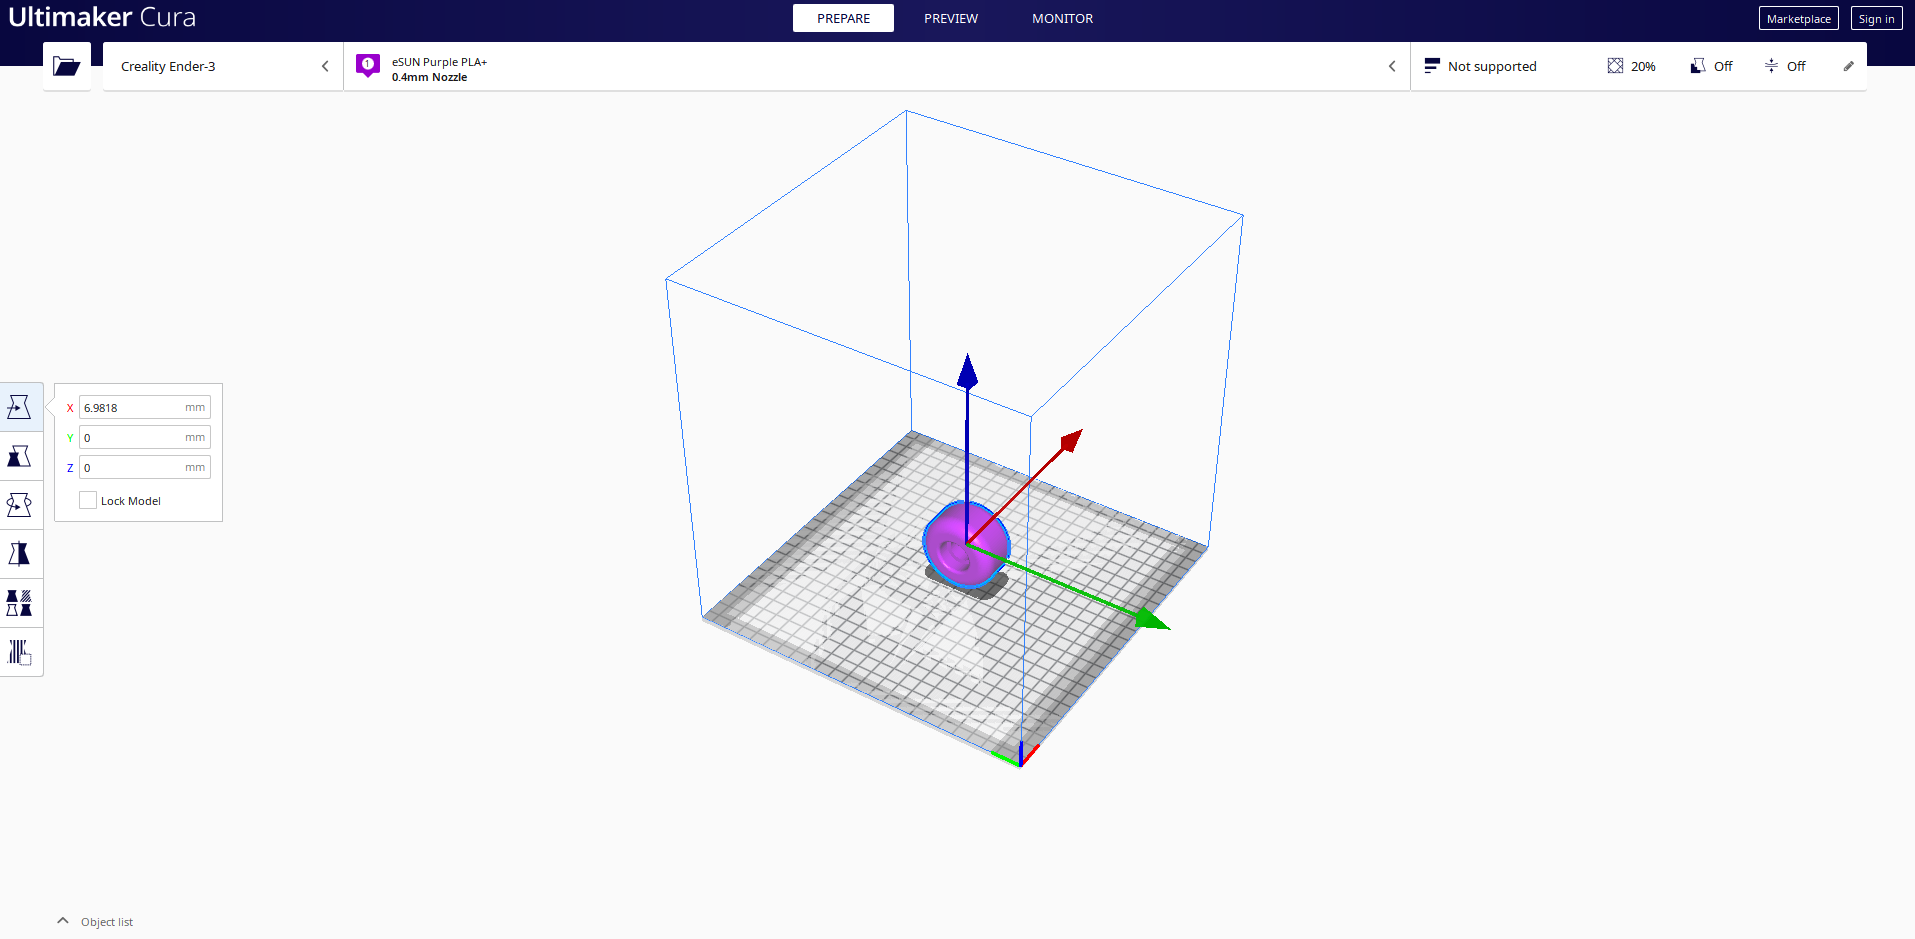 Ultimaker Cura
PREPARE
PREVIEW
MONITOR
Marketplace
Sign in
Creality Ender-3
1
eSUN Purple PLA+
0.4mm Nozzle
Not supported
20%
Off
Off
X 6.9818 mm
Y 0 mm
Z 0 mm
Lock Model
Object list